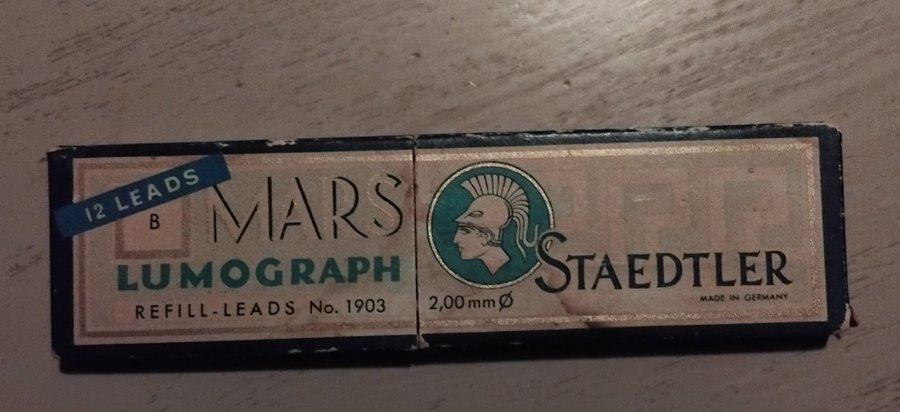 12 LEADS
B
MARS
LUMOGRAPH
REFILL-LEADS No. 1903
2,00 mm Ø
J.S. STAEDTLER
MADE IN GERMANY